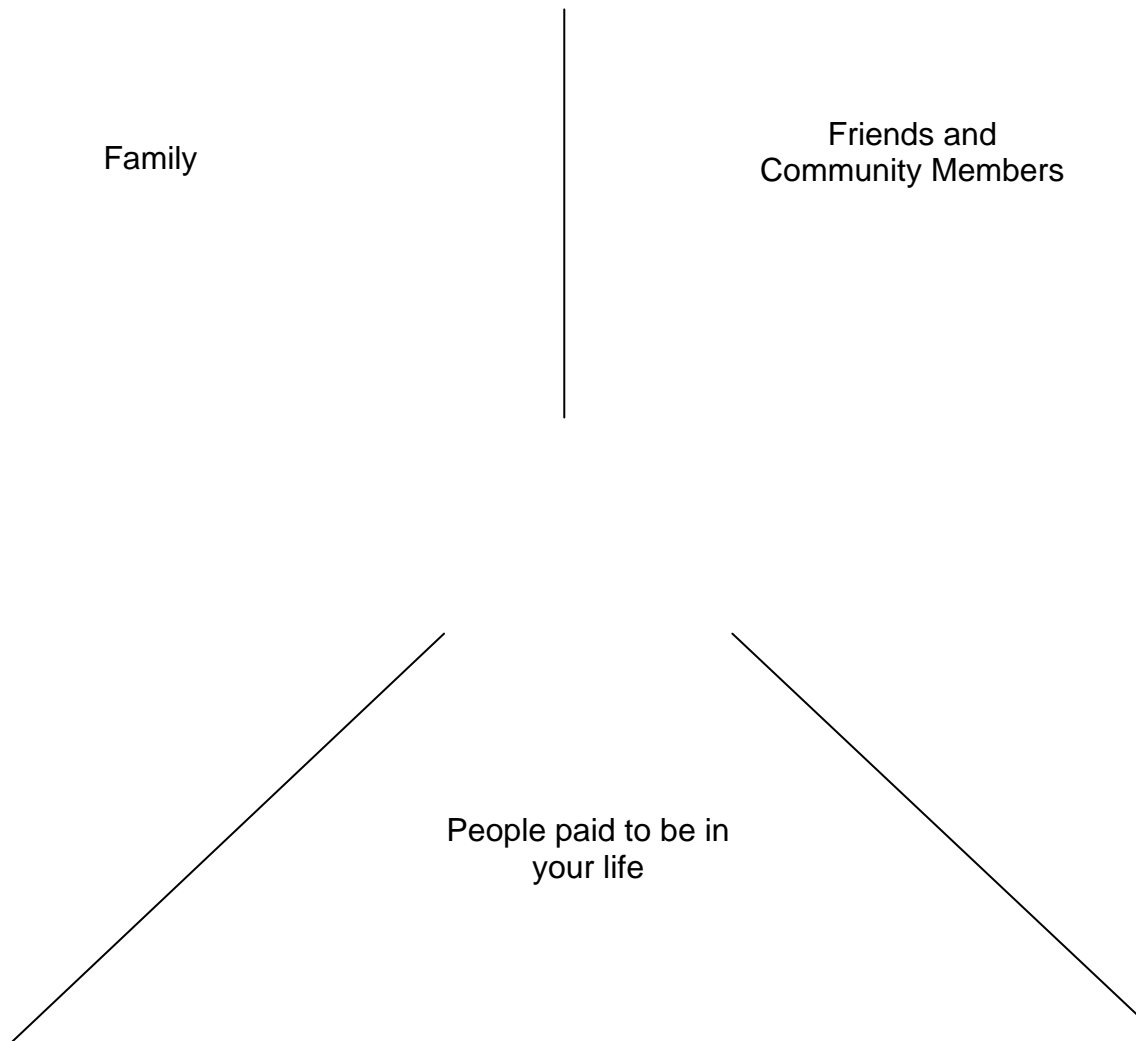 Family
Friends and
Community Members
People paid to be in
your life